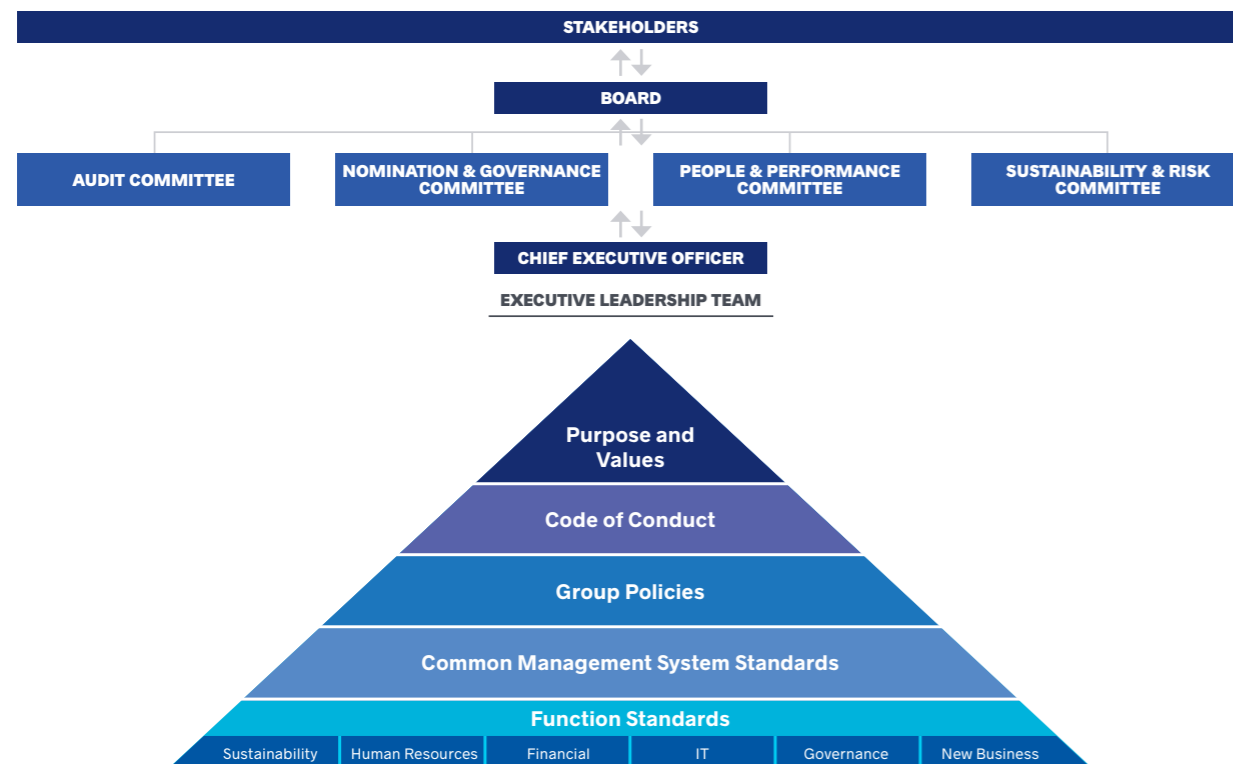 STAKEHOLDERS
BOARD
AUDIT COMMITTEE
NOMINATION & GOVERNANCE
COMMITTEE
PEOPLE & PERFORMANCE
COMMITTEE
SUSTAINABILITY & RISK
COMMITTEE
CHIEF EXECUTIVE OFFICER
EXECUTIVE LEADERSHIP TEAM
Purpose and
Values
Code of Conduct
Group Policies
Common Management System Standards
Function Standards
Sustainability
Human Resources
Financial
IT
Governance
New Business